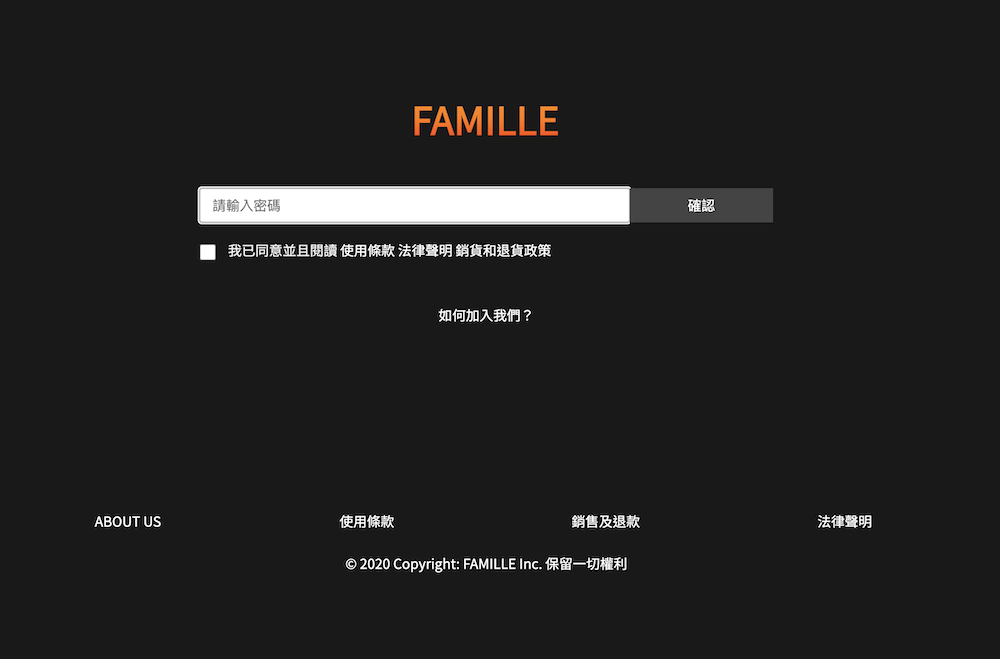 FAMILLE
請輸入密碼 確認
我已同意並且閱讀 使用條款 法律聲明 銷貨和退貨政策
如何加入我們？
ABOUT US 使用條款 銷售及退款 法律聲明
© 2020 Copyright: FAMILLE Inc. 保留一切權利